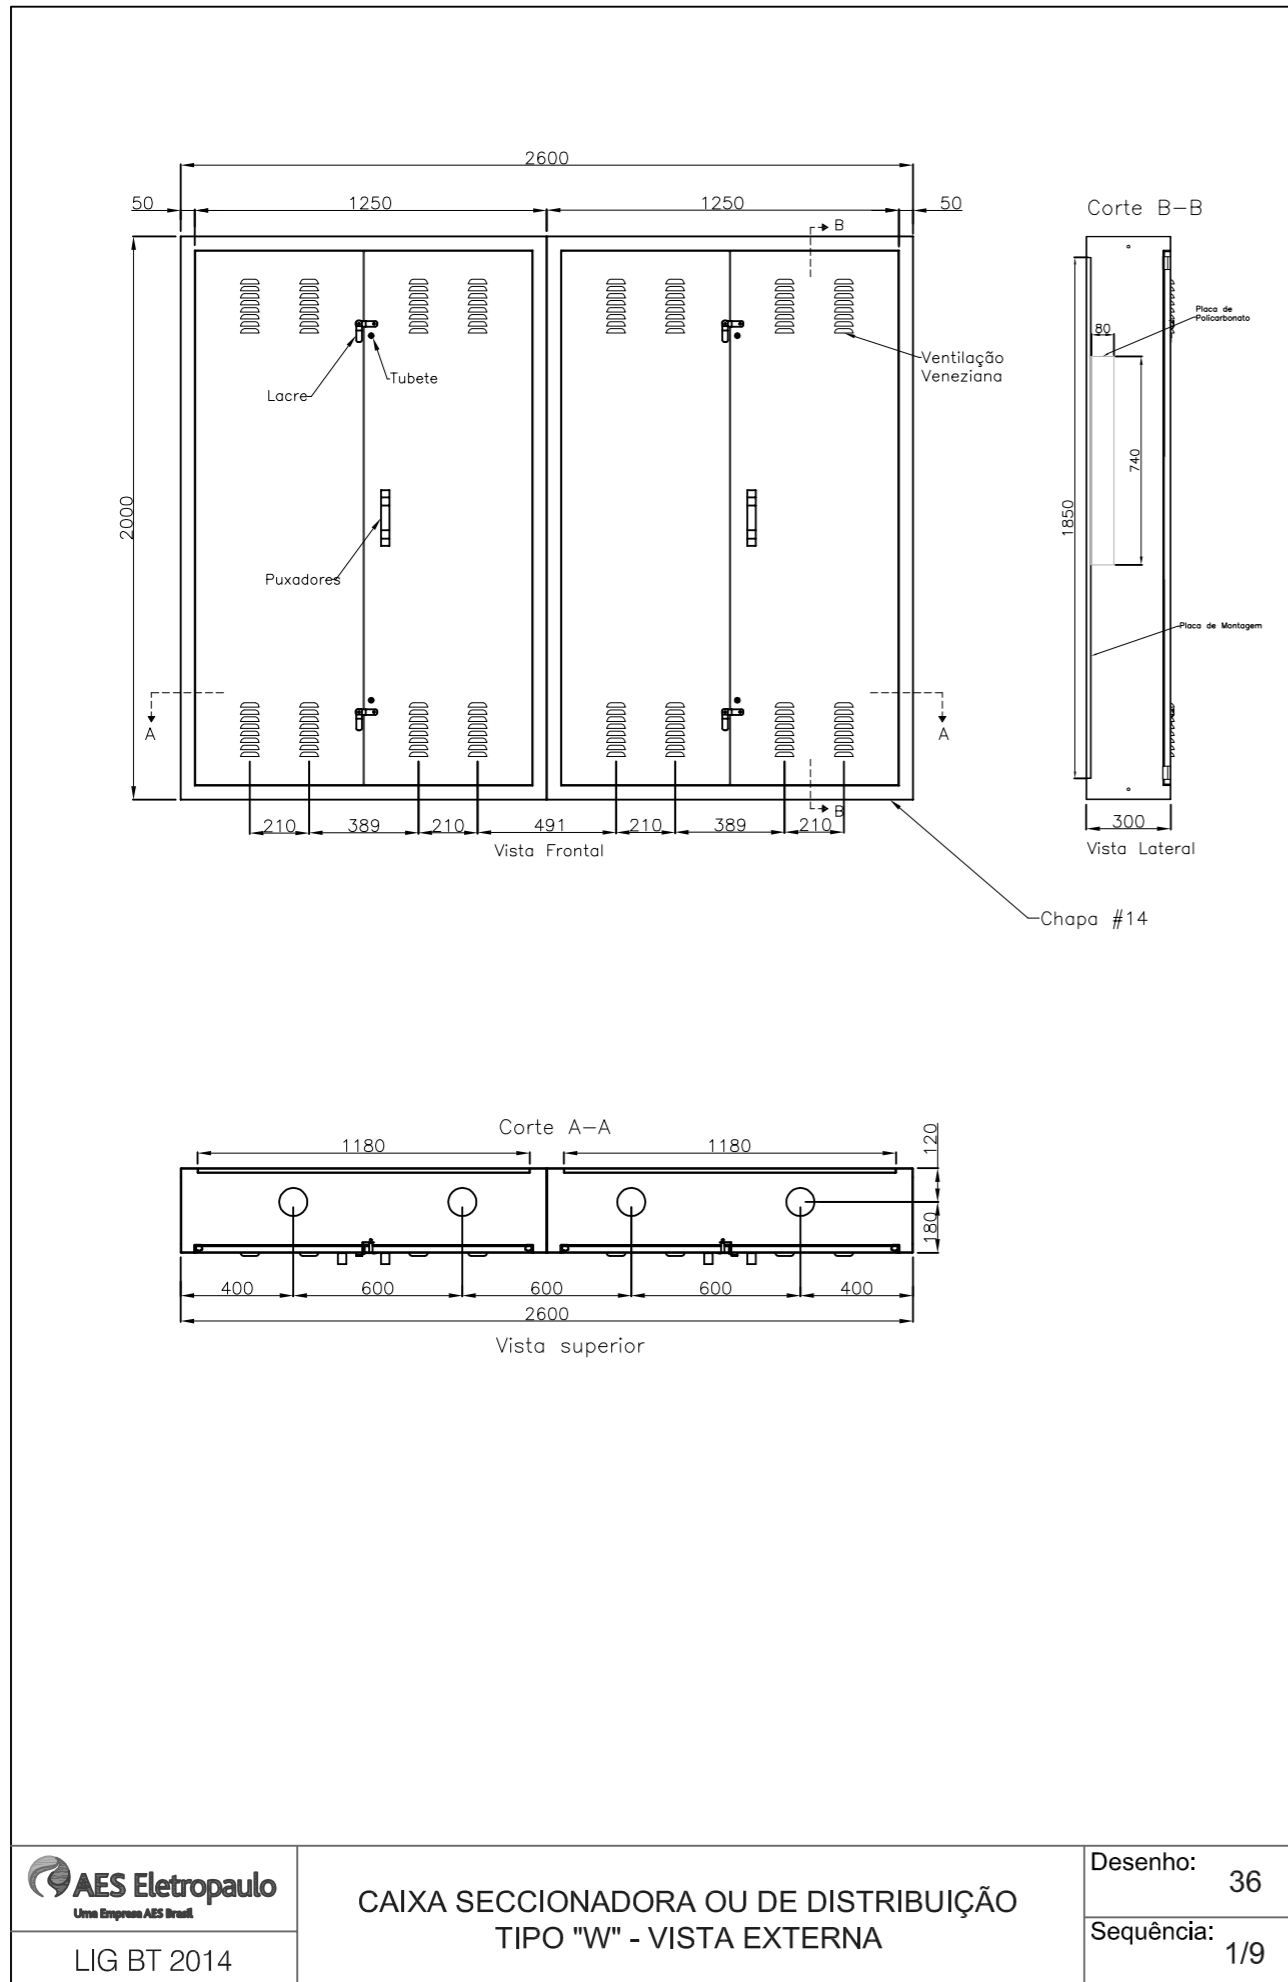 2600
50
1250
1250
50
B
Corte B-B
Placa de
Policarbonato
80
Ventilação
Veneziana
Tubete
Lacre
740
2000
1850
Puxadores
Placa de Montagem
A
A
B
210
389
210
491
210
389
210
300
Vista Frontal
Vista Lateral
Chapa #14
Corte A-A
1180
1180
120
180
400
600
600
600
400
2600
Vista superior
AES Eletropaulo
Uma Empresa AES Brasil
LIG BT 2014
CAIXA SECCIONADORA OU DE DISTRIBUIÇÃO
TIPO "W" - VISTA EXTERNA
Desenho:
36
Sequência:
1/9